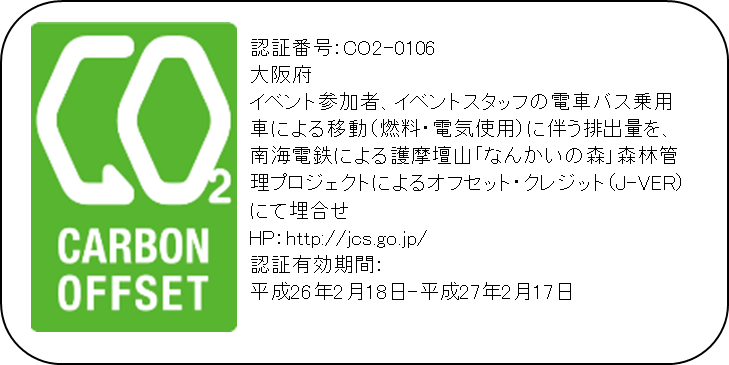 CO2
CARBON
OFFSET
認証番号：CO2-0106
大阪府
イベント参加者、イベントスタッフの電車バス乗用
車による移動（燃料・電気使用）に伴う排出量を、
南海電鉄による護摩壇山「なんかいの森」森林管
理プロジェクトによるオフセット・クレジット（J-VER）
にて埋合せ
HP：http://jcs.go.jp/
認証有効期間：
平成26年2月18日-平成27年2月17日